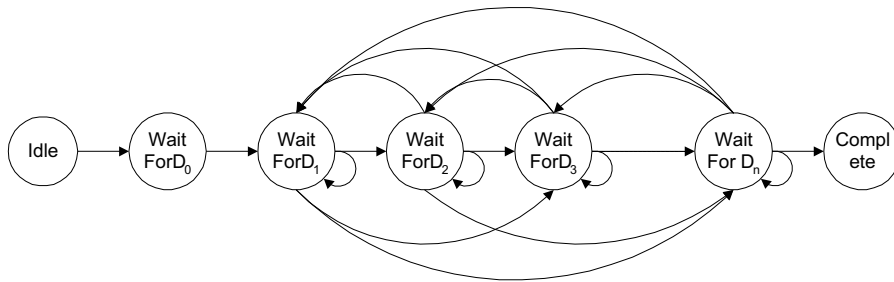 Idle
Wait
ForD₀
Wait
ForD₁
Wait
ForD₂
Wait
ForD₃
Wait
For Dₙ
Compl
ete